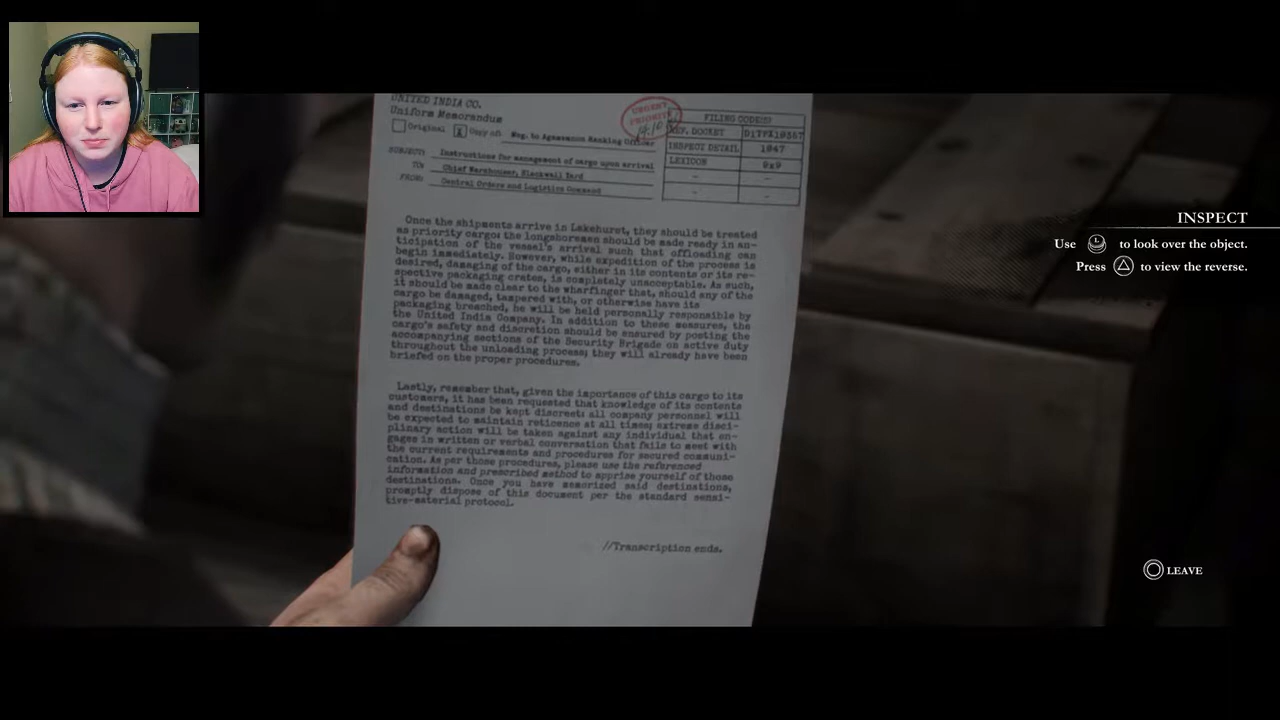 UNITED INDIA CO.
Uniform Memorandum
Original Copy of: Msg. to Agamemnon Ranking Officer
URGENT
PRIORITY
FILING CODE(S)
REF. DOCKET
INSPECT DETAIL 1847
LEXICON 9x9
SUBJECT: Instructions for management of cargo upon arrival
TO: Chief Warehouser, Blackwall Yard
FROM: Central Orders and Logistics Command
Once the shipments arrive in Lakehurst, they should be treated
as priority cargo: the longshoremen should be made ready in an-
ticipation of the vessel's arrival such that offloading can
begin immediately. However, while expedition of the process is
desired, damaging of the cargo, either in its contents or its re-
spective packaging crates, is completely unacceptable. As such,
it should be made clear to the wharfinger that, should any of the
cargo be damaged, tampered with, or otherwise have its
packaging breached, he will be held personally responsible by
the United India Company. In addition to these measures, the
cargo's safety and discretion should be ensured by posting the
accompanying sections of the Security Brigade on active duty
throughout the unloading process; they will already have been
briefed on the proper procedures.
Lastly, remember that, given the importance of this cargo to its
customers, it has been requested that knowledge of its contents
and destinations be kept discreet: all company personnel will
be expected to maintain reticence at all times; extreme disci-
plinary action will be taken against any individual that en-
gages in written or verbal conversation that fails to meet with
the current requirements and procedures for secured communi-
cation. As per those procedures, please use the referenced
information and prescribed method to apprise yourself of those
destinations. Once you have memorized said destinations,
promptly dispose of this document per the standard sensi-
tive-material protocol.
//Transcription ends.
INSPECT
Use L to look over the object.
Press to view the reverse.
LEAVE